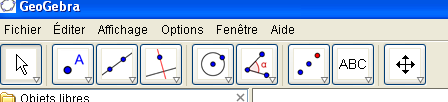 GeoGebra
Fichier Éditer Affichage Options Fenêtre Aide
A α ABC
Objets libres